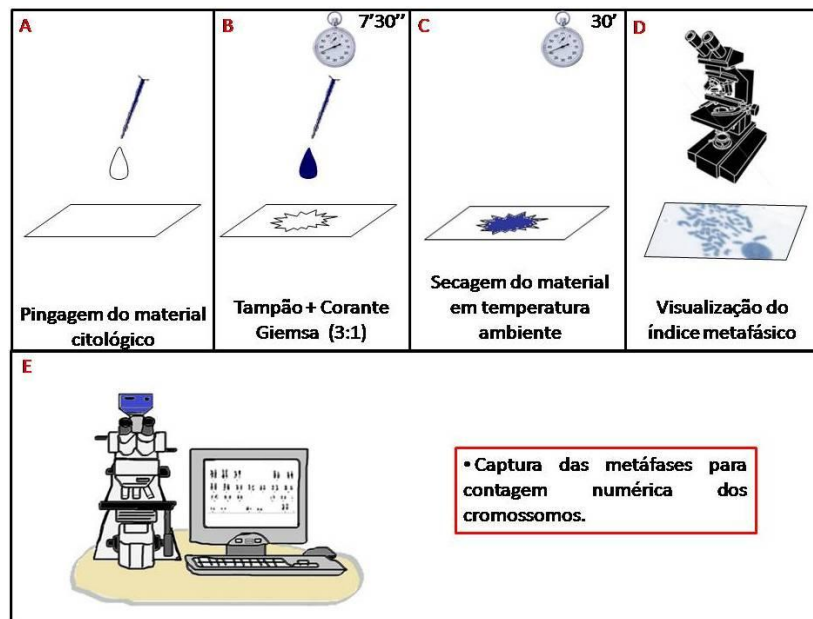 A
Pingagem do material
citológico
B
7'30''
Tampão + Corante
Giemsa (3:1)
C
30'
Secagem do material
em temperatura
ambiente
D
Visualização do
índice metafásico
E
• Captura das metáfases para
contagem numérica dos
cromossomos.